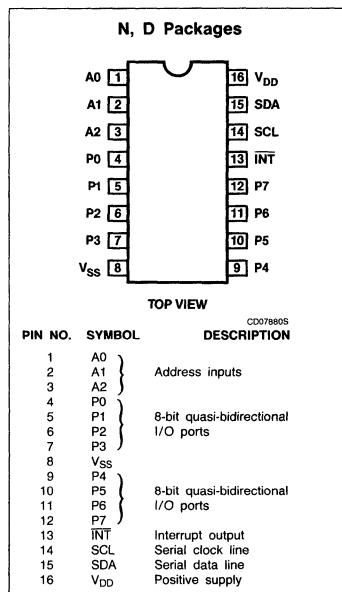 N, D Packages
A0 1 16 VDD
A1 2 15 SDA
A2 3 14 SCL
P0 4 13 INT
P1 5 12 P7
P2 6 11 P6
P3 7 10 P5
VSS 8 9 P4
TOP VIEW
CD07880S
PIN NO. SYMBOL DESCRIPTION
1 A0
2 A1 Address inputs
3 A2
4 P0
5 P1 8-bit quasi-bidirectional
6 P2 I/O ports
7 P3
8 VSS
9 P4
10 P5 8-bit quasi-bidirectional
11 P6 I/O ports
12 P7
13 INT Interrupt output
14 SCL Serial clock line
15 SDA Serial data line
16 VDD Positive supply